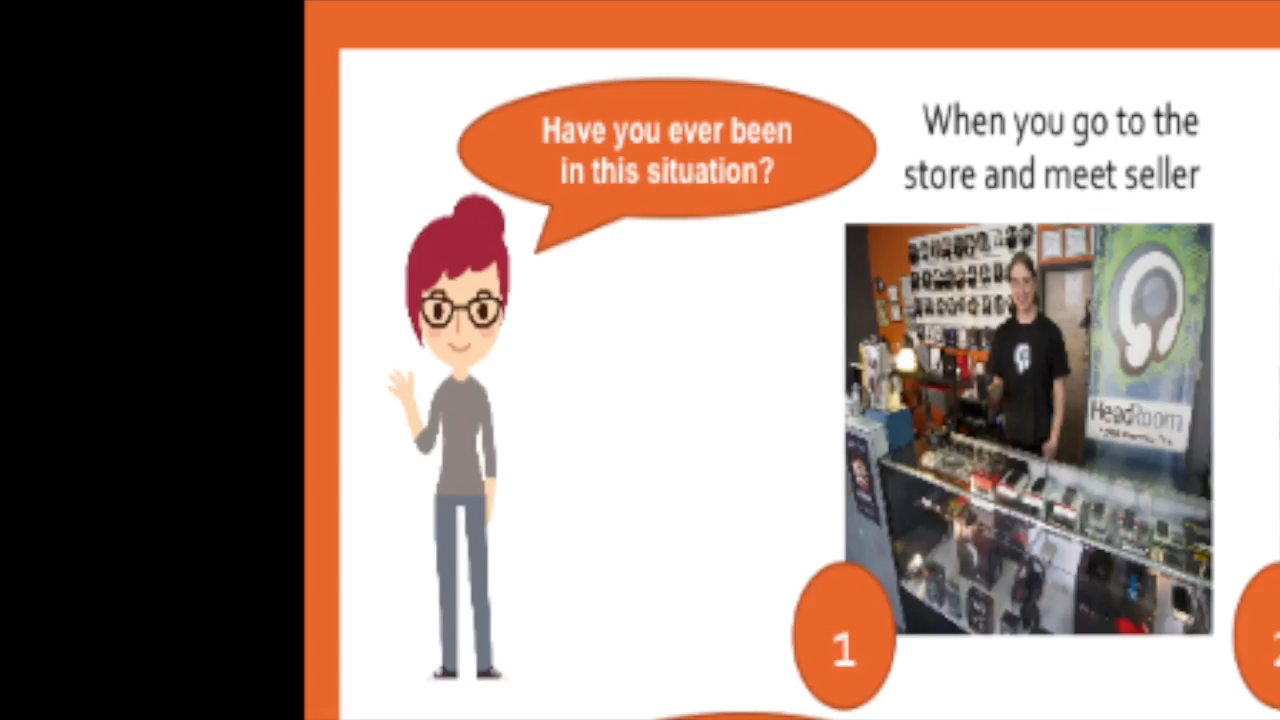 Have you ever been
in this situation?
When you go to the
store and meet seller
HeadRoom
1